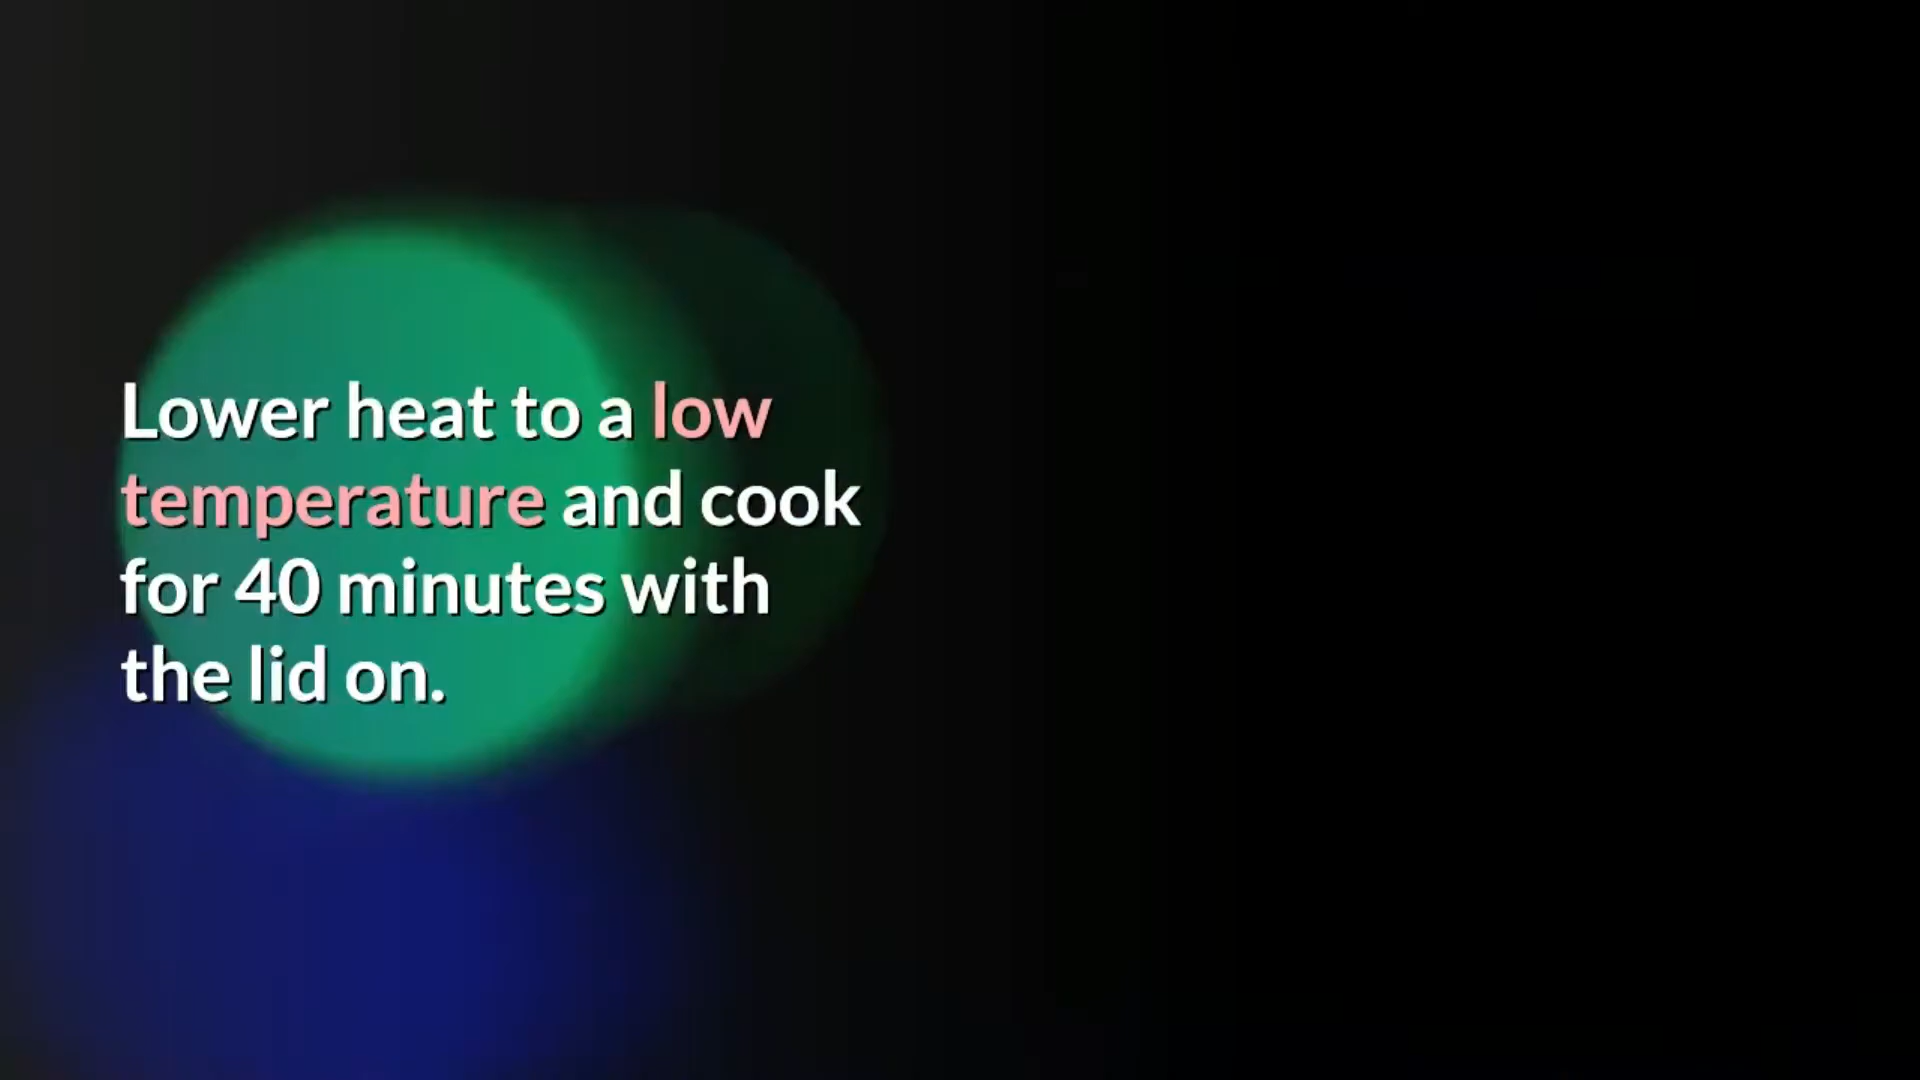 Lower heat to a low
temperature and cook
for 40 minutes with
the lid on.